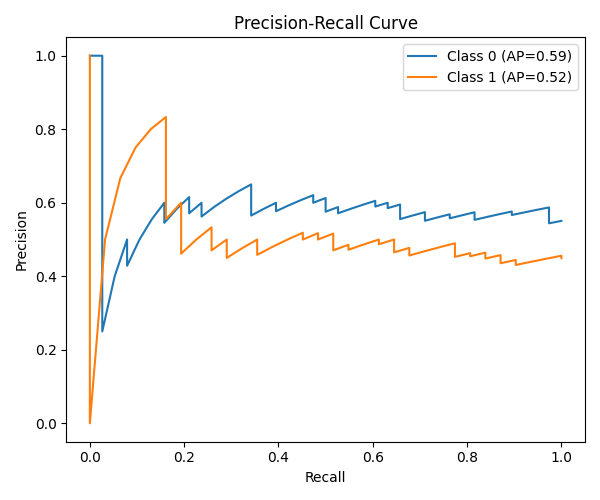 Precision-Recall Curve
Class 0 (AP=0.59)
Class 1 (AP=0.52)
Precision
1.0
0.8
0.6
0.4
0.2
0.0
0.0 0.2 0.4 0.6 0.8 1.0
Recall